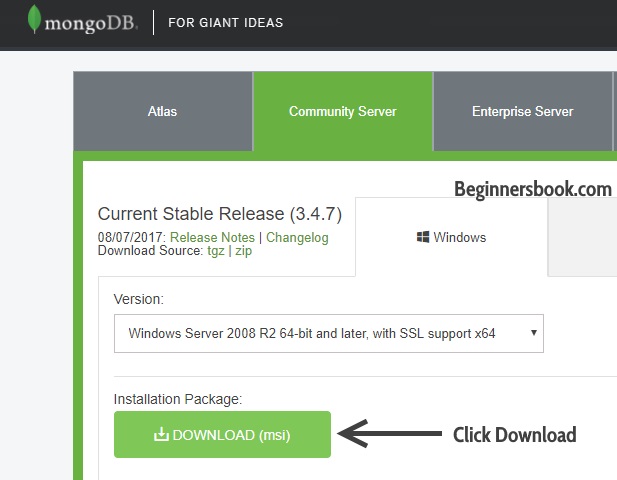 mongoDB. FOR GIANT IDEAS
Atlas
Community Server
Enterprise Server
Beginnersbook.com
Current Stable Release (3.4.7)
08/07/2017: Release Notes | Changelog
Download Source: tgz | zip
Windows
Version:
Windows Server 2008 R2 64-bit and later, with SSL support x64
Installation Package:
DOWNLOAD (msi)
Click Download